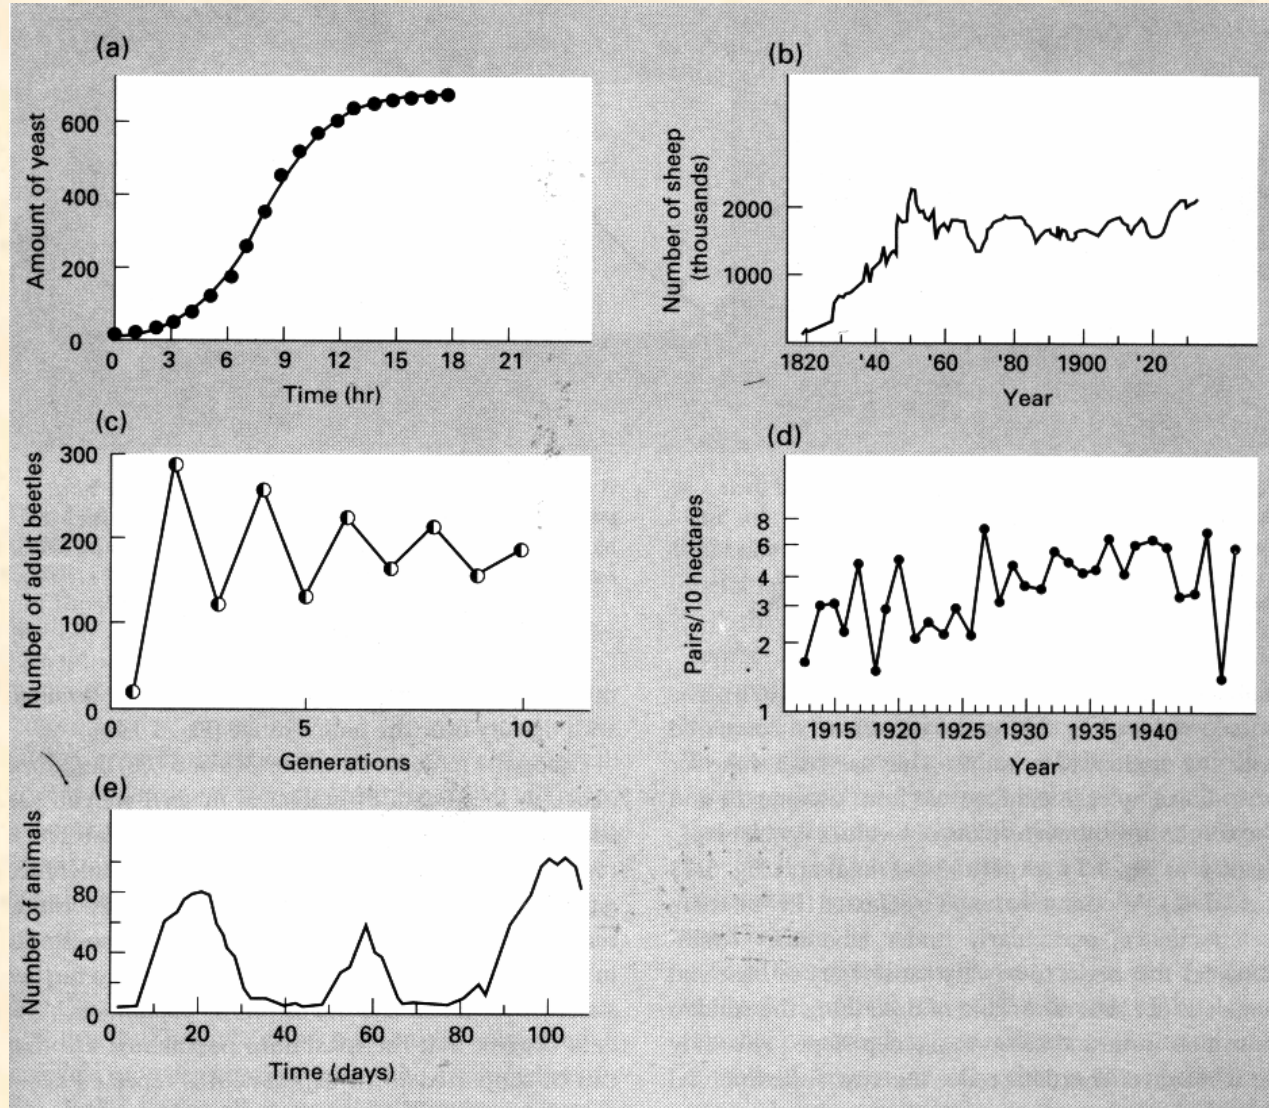 (a)
Amount of yeast
600
400
200
0
0 3 6 9 12 15 18 21
Time (hr)
(b)
Number of sheep
(thousands)
2000
1000
1820 '40 '60 '80 1900 '20
Year
(c)
Number of adult beetles
300
200
100
0
0 5 10
Generations
(d)
Pairs/10 hectares
8
6
4
3
2
1
1915 1920 1925 1930 1935 1940
Year
(e)
Number of animals
80
40
0
0 20 40 60 80 100
Time (days)